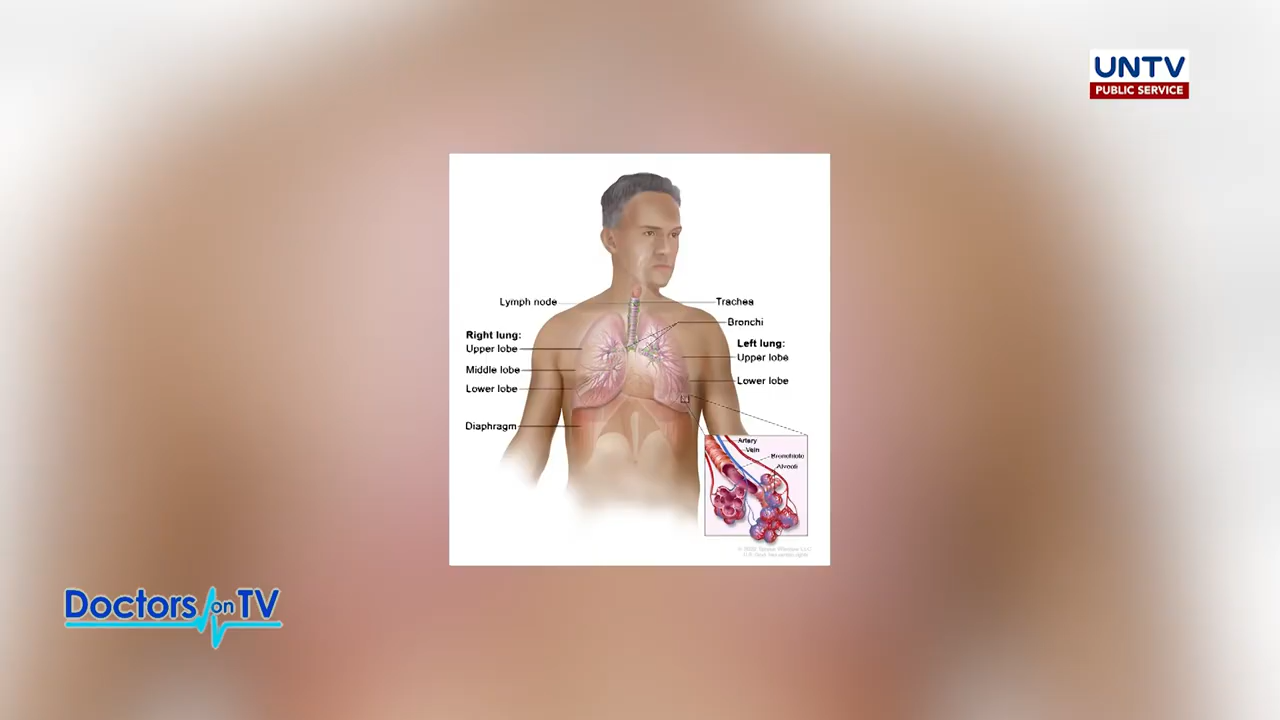 UNTV
PUBLIC SERVICE
Lymph node
Trachea
Bronchi
Right lung:
Upper lobe
Middle lobe
Lower lobe
Left lung:
Upper lobe
Lower lobe
Diaphragm
Artery
Vein
Bronchiole
Alveoli
Doctors on TV